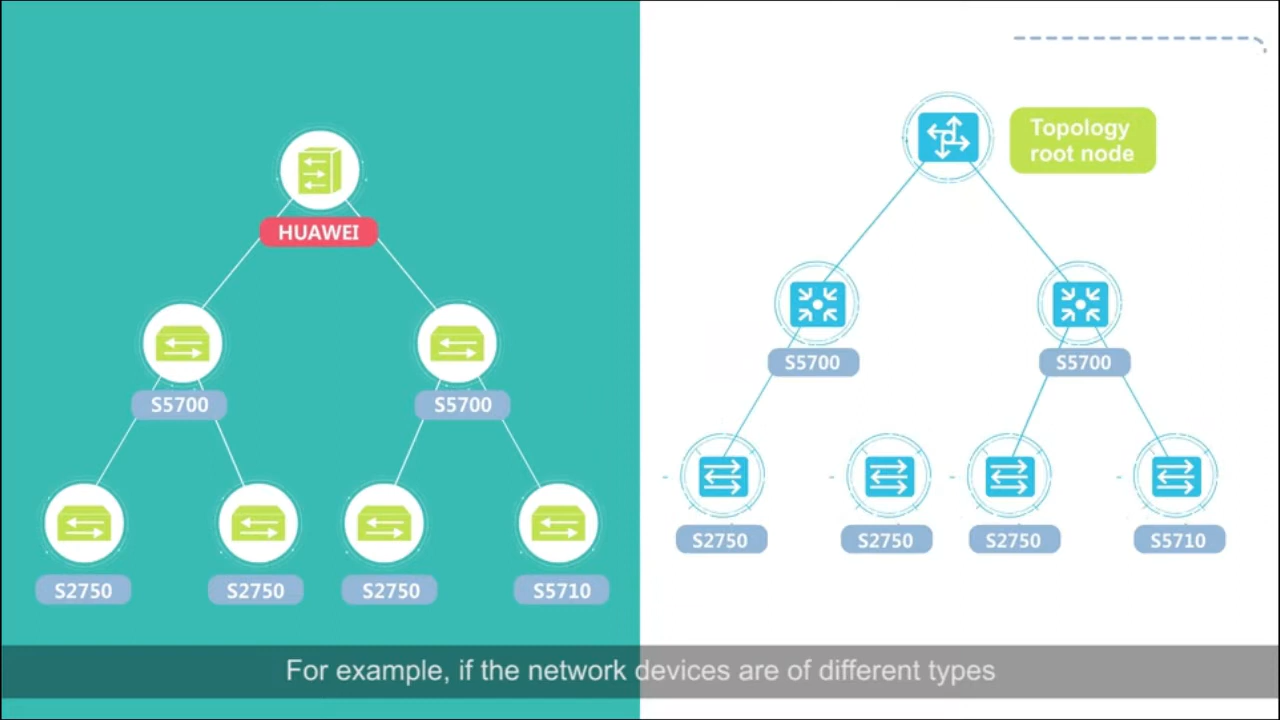 HUAWEI
S5700
S5700
S2750
S2750
S2750
S5710
Topology
root node
S5700
S5700
S2750
S2750
S2750
S5710
For example, if the network devices are of different types